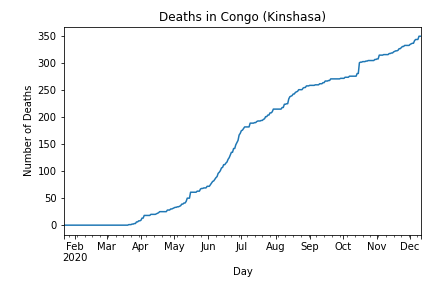 Deaths in Congo (Kinshasa)
Number of Deaths
350
300
250
200
150
100
50
0
Feb Mar Apr May Jun Jul Aug Sep Oct Nov Dec
2020
Day